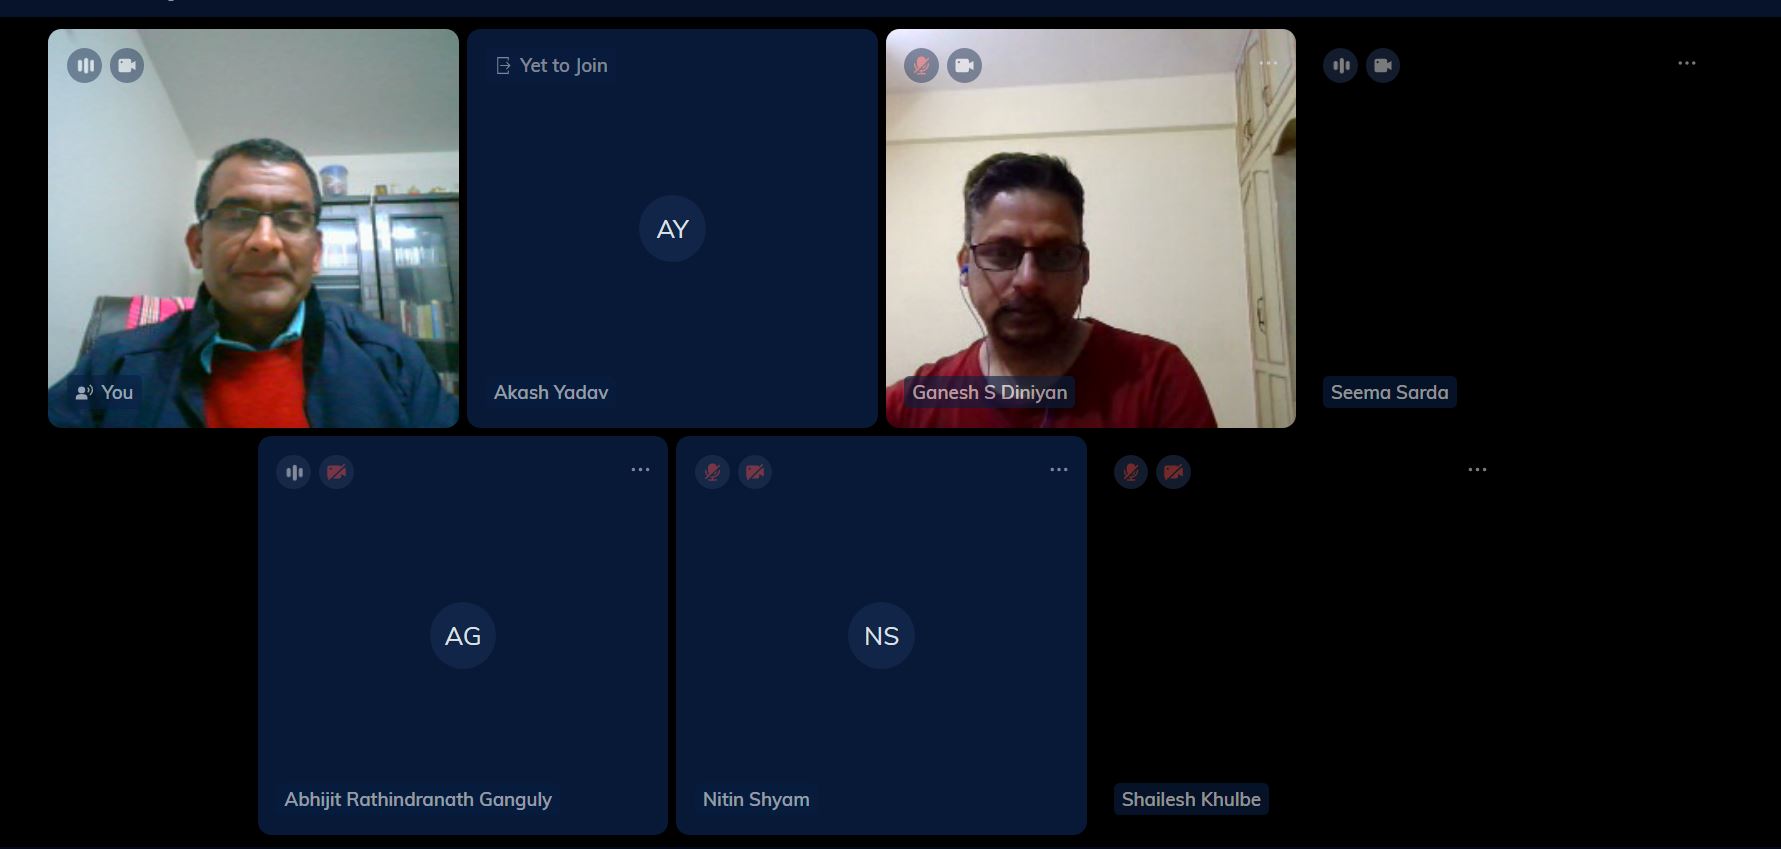 Yet to Join
AY
You
Akash Yadav
Ganesh S Diniyan
Seema Sarda
AG
NS
Abhijit Rathindranath Ganguly
Nitin Shyam
Shailesh Khulbe